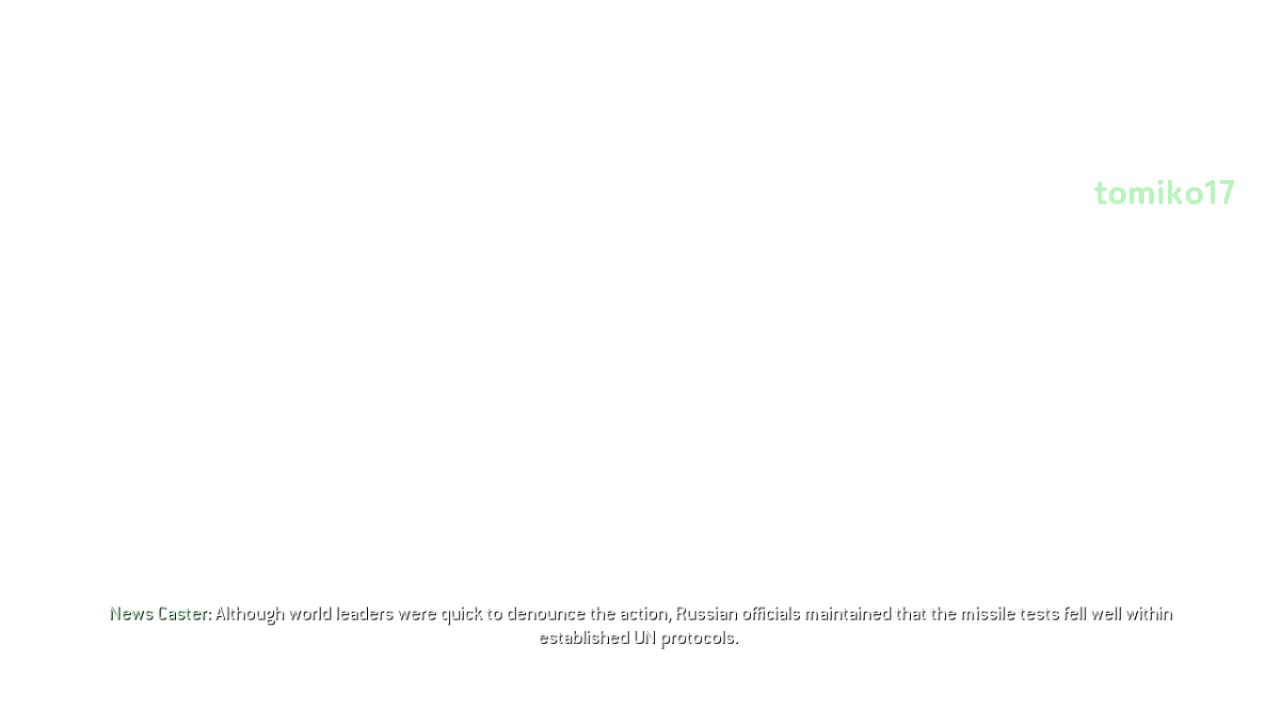 tomiko17
News Caster: Although world leaders were quick to denounce the action, Russian officials maintained that the missile tests fell well within
established UN protocols.